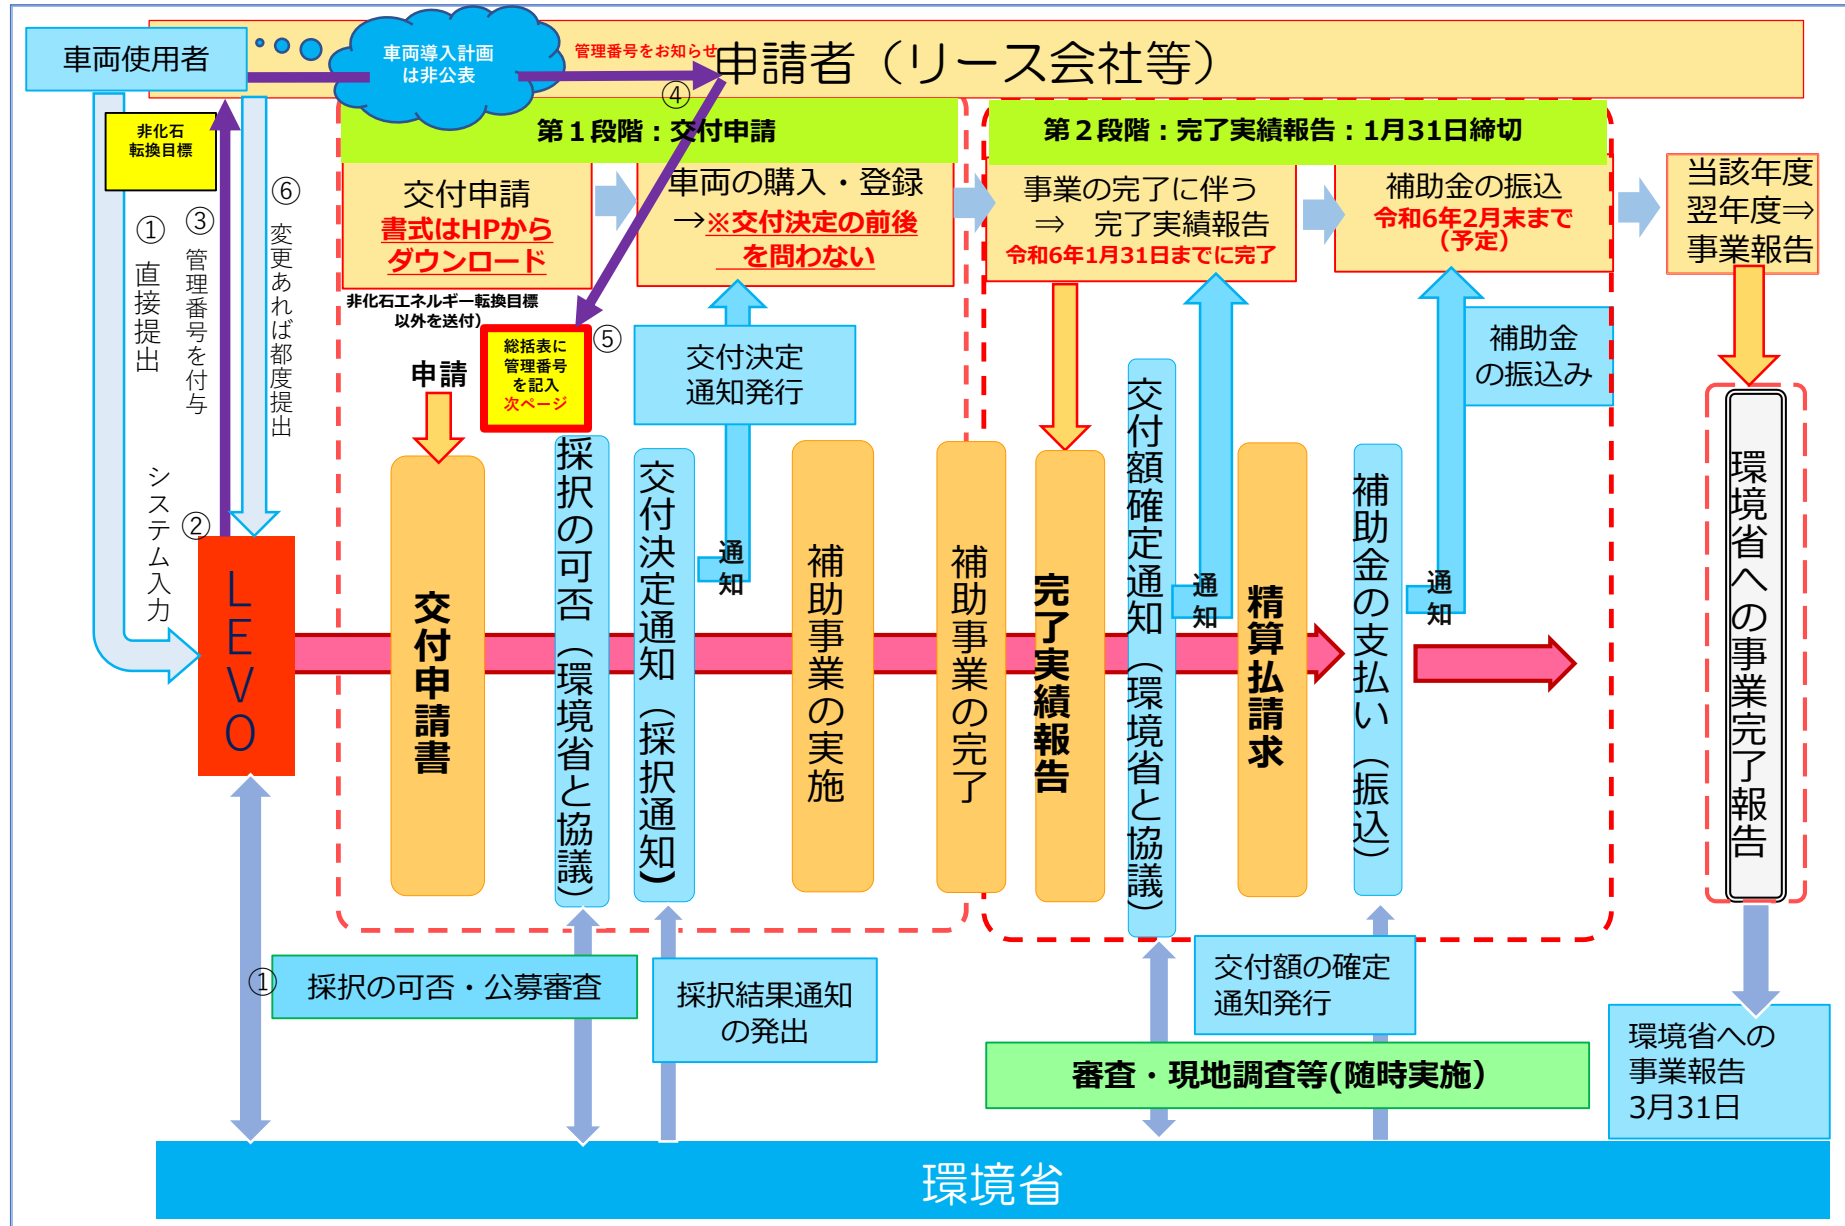 車両使用者
車両導入計画
は非公表
管理番号をお知らせ
申請者（リース会社等）
④
第１段階：交付申請
第２段階：完了実績報告：1月31日締切
非化石
転換目標
交付申請
書式はHPから
ダウンロード
車両の購入・登録
→※交付決定の前後
を問わない
事業の完了に伴う
⇒　完了実績報告
令和6年1月31日までに完了
補助金の振込
令和6年2月末まで
（予定）
当該年度
翌年度⇒
事業報告
①　直接提出
③　管理番号を付与
⑥　変更あれば都度提出
非化石エネルギー転換目標
以外を送付）
申請
総括表に
管理番号
を記入
次ページ
⑤
交付決定
通知発行
補助金
の振込み
システム入力
②
LEVO
交付申請書
採択の可否（環境省と協議）
交付決定通知（採択通知）
通知
補助事業の実施
補助事業の完了
完了実績報告
交付額確定通知（環境省と協議）
通知
精算払請求
補助金の支払い（振込）
通知
環境省への事業完了報告
①
採択の可否・公募審査
採択結果通知
の発出
交付額の確定
通知発行
審査・現地調査等(随時実施）
環境省への
事業報告
3月31日
環境省